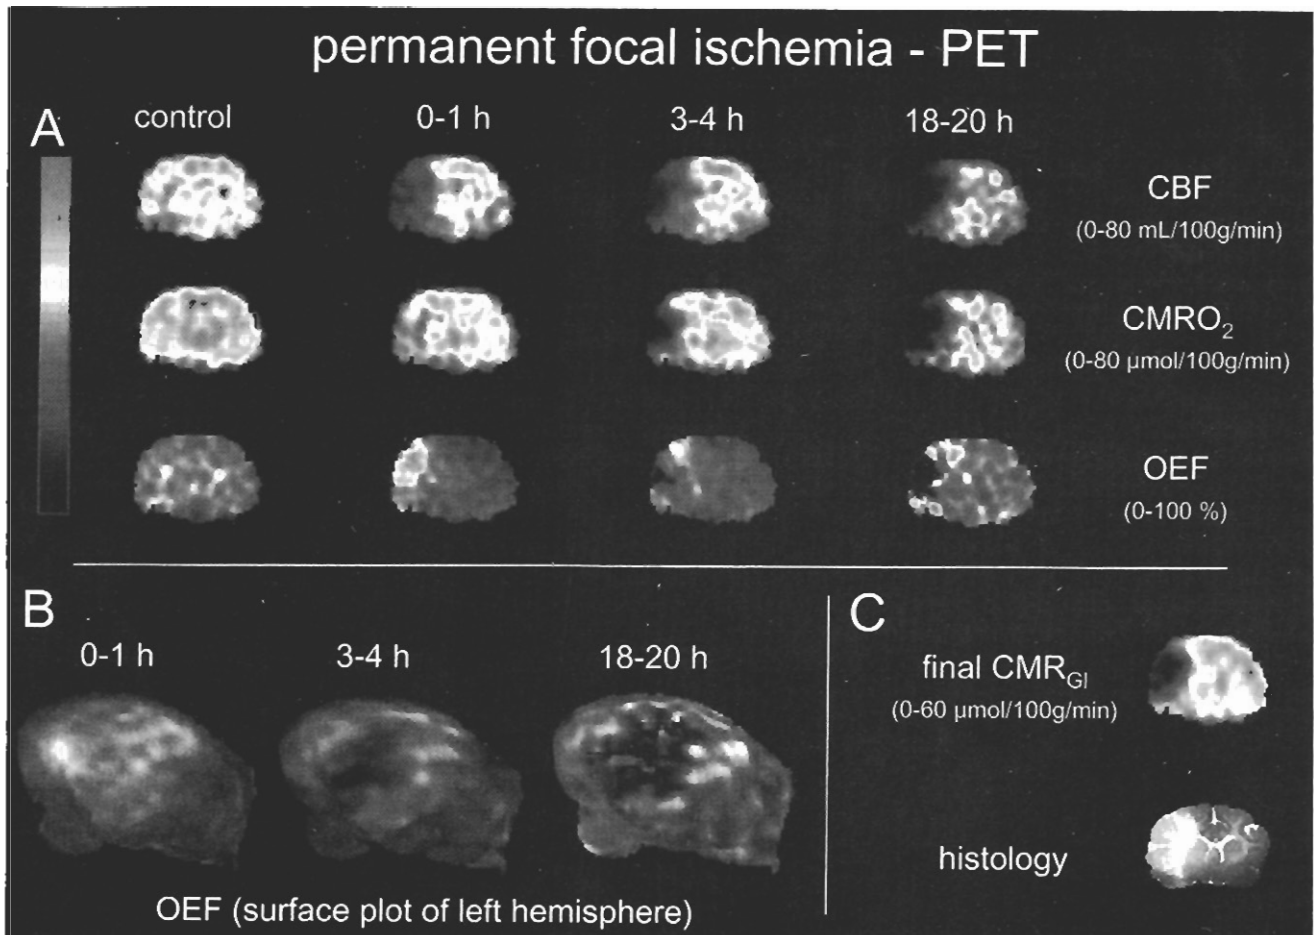 permanent focal ischemia - PET
A
control
0-1 h
3-4 h
18-20 h
CBF
(0-80 mL/100g/min)
CMRO₂
(0-80 µmol/100g/min)
OEF
(0-100 %)
B
0-1 h
3-4 h
18-20 h
OEF (surface plot of left hemisphere)
C
final CMR_Gl
(0-60 µmol/100g/min)
histology